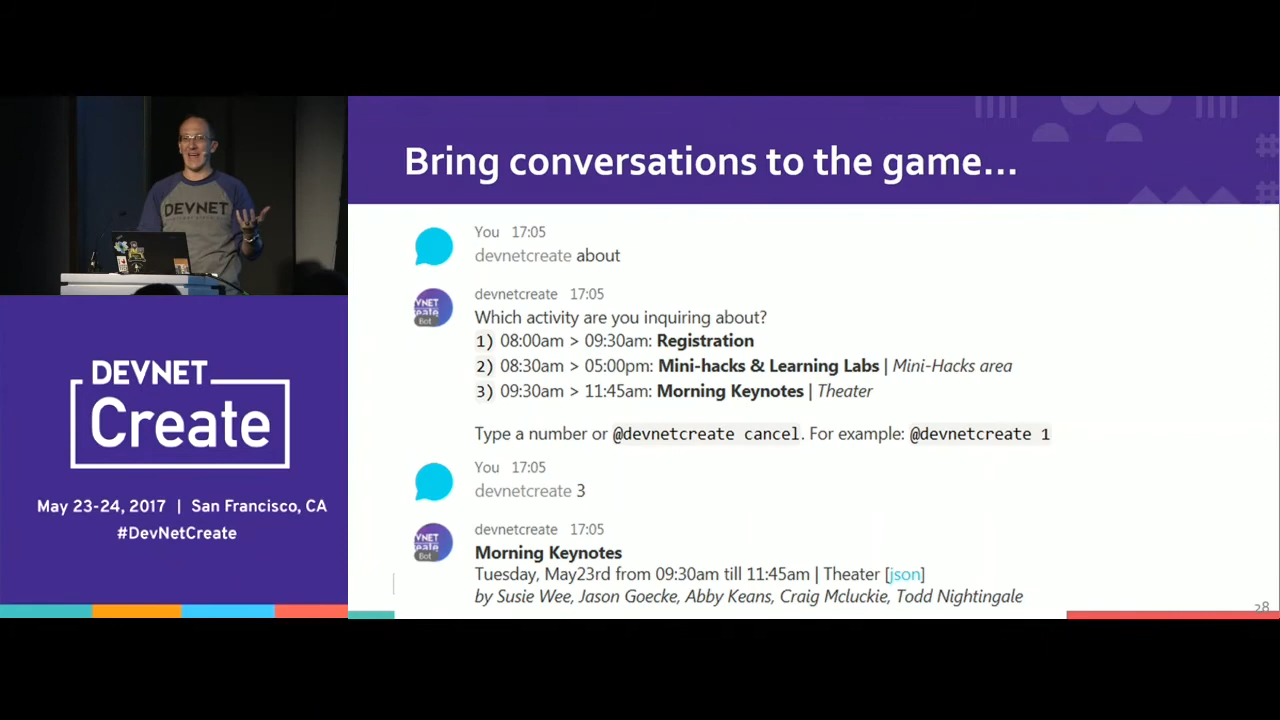 Bring conversations to the game...
You 17:05
devnetcreate about
devnetcreate 17:05
Which activity are you inquiring about?
1) 08:00am > 09:30am: Registration
2) 08:30am > 05:00pm: Mini-hacks & Learning Labs | Mini-Hacks area
3) 09:30am > 11:45am: Morning Keynotes | Theater
Type a number or @devnetcreate cancel. For example: @devnetcreate 1
You 17:05
devnetcreate 3
devnetcreate 17:05
Morning Keynotes
Tuesday, May23rd from 09:30am till 11:45am | Theater [json]
by Susie Wee, Jason Goecke, Abby Keans, Craig Mcluckie, Todd Nightingale
28
DEVNET
DEVNET
Create
May 23-24, 2017 | San Francisco, CA
#DevNetCreate
Bot
Bot